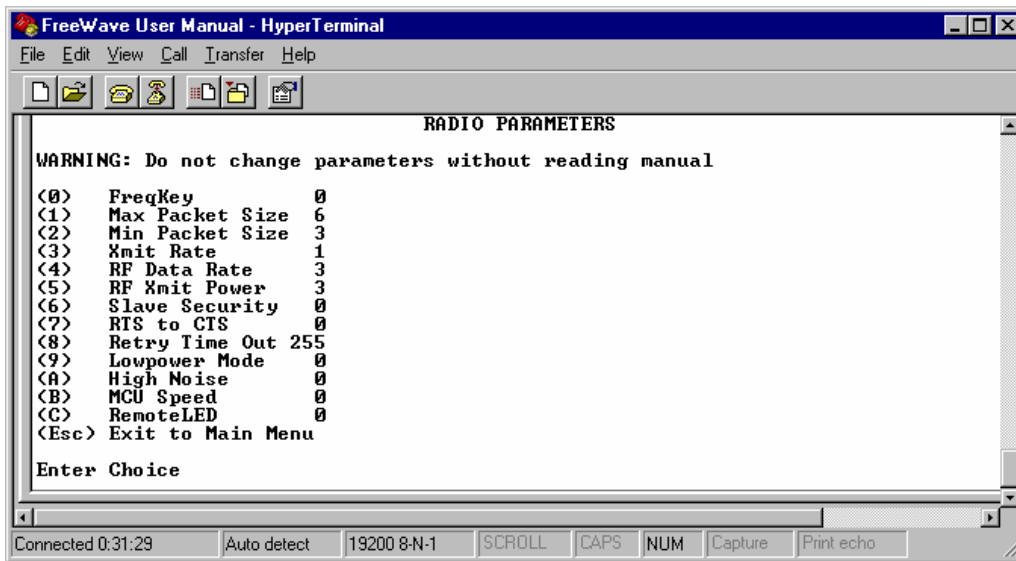 FreeWave User Manual - HyperTerminal
File Edit View Call Transfer Help
RADIO PARAMETERS
WARNING: Do not change parameters without reading manual
(0) FreqKey 0
(1) Max Packet Size 6
(2) Min Packet Size 3
(3) Xmit Rate 1
(4) RF Data Rate 3
(5) RF Xmit Power 3
(6) Slave Security 0
(7) RTS to CTS 0
(8) Retry Time Out 255
(9) Lowpower Mode 0
(A) High Noise 0
(B) MCU Speed 0
(C) RemoteLED 0
(Esc) Exit to Main Menu
Enter Choice
Connected 0:31:29 Auto detect 19200 8-N-1 SCROLL CAPS NUM Capture Print echo